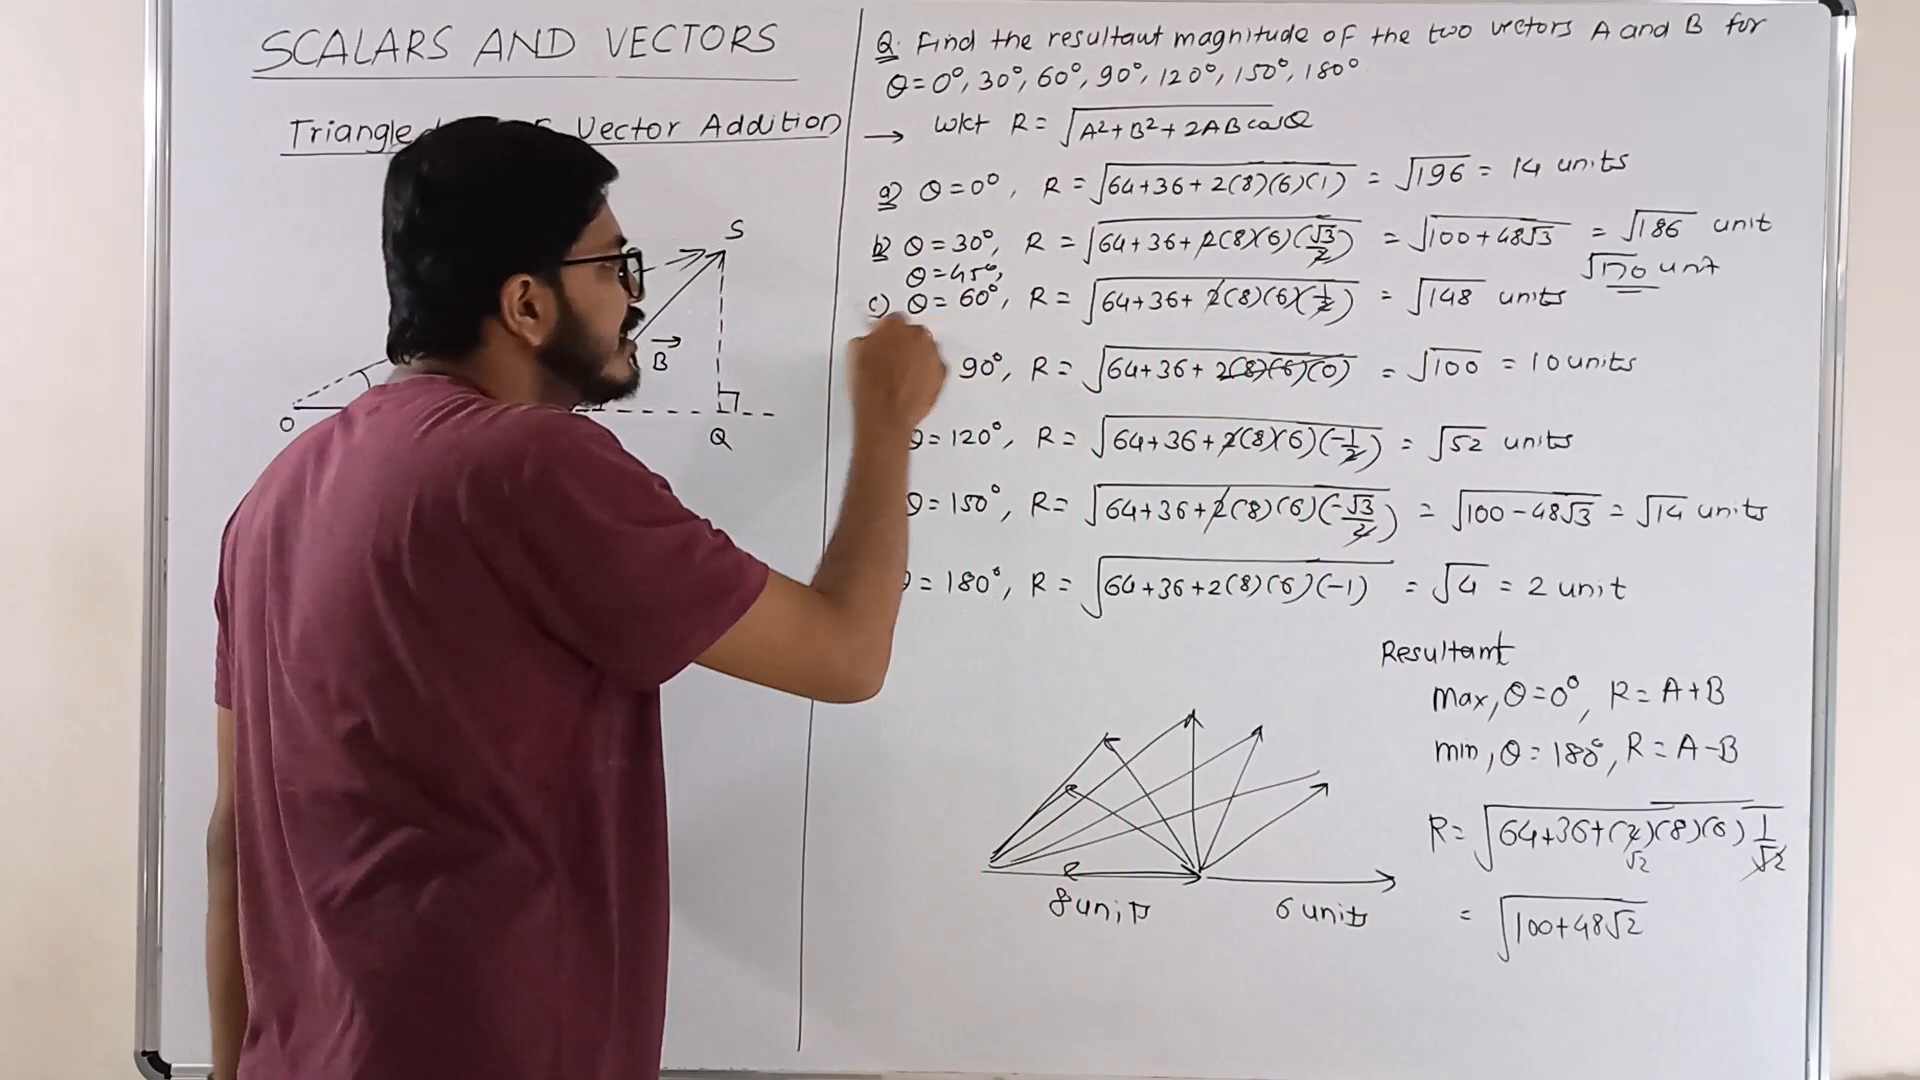 SCALARS AND VECTORS
Triangle Vector Addition
S
B
O
Q
Q. Find the resultant magnitude of the two vectors A and B for
θ=0°, 30°, 60°, 90°, 120°, 150°, 180°
→ wkt R = √(A²+B²+2ABcosθ)
a) θ=0°, R = √(64+36+2(8)(6)(1)) = √196 = 14 units
b) θ=30°, R = √(64+36+2(8)(6)(√3/2)) = √(100+48√3) = √186 unit
θ=45°, √170 unit
c) θ=60°, R = √(64+36+2(8)(6)(1/2)) = √148 units
90°, R = √(64+36+2(8)(6)(0)) = √100 = 10 units
θ=120°, R = √(64+36+2(8)(6)(-1/2)) = √52 units
θ=150°, R = √(64+36+2(8)(6)(-√3/2)) = √(100-48√3) = √14 units
θ=180°, R = √(64+36+2(8)(6)(-1)) = √4 = 2 unit
Resultant
max, θ=0°, R=A+B
min, θ=180°, R=A-B
R = √(64+36+(2)(8)(6) 1/√2)
√2
= √(100+48√2)
8 units 6 units